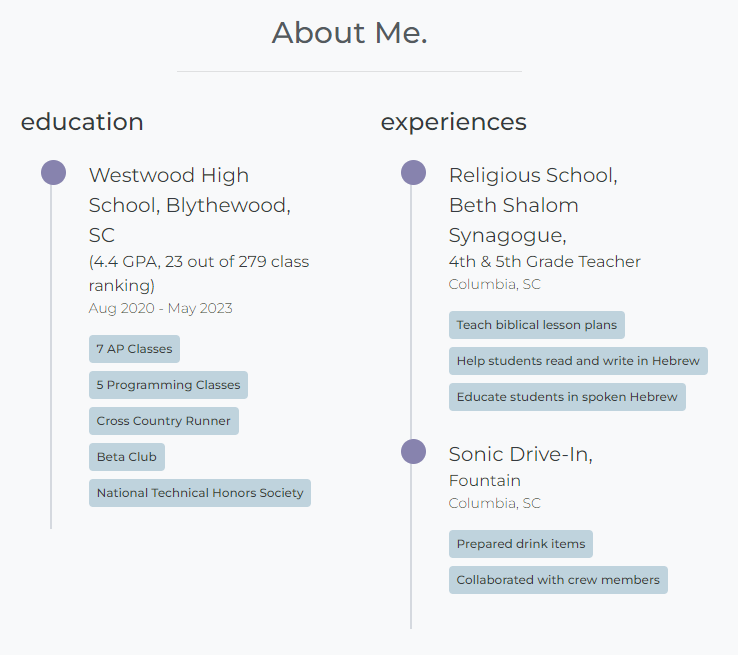 About Me.
education
Westwood High
School, Blythewood,
SC
(4.4 GPA, 23 out of 279 class
ranking)
Aug 2020 - May 2023
7 AP Classes
5 Programming Classes
Cross Country Runner
Beta Club
National Technical Honors Society
experiences
Religious School,
Beth Shalom
Synagogue,
4th & 5th Grade Teacher
Columbia, SC
Teach biblical lesson plans
Help students read and write in Hebrew
Educate students in spoken Hebrew
Sonic Drive-In,
Fountain
Columbia, SC
Prepared drink items
Collaborated with crew members